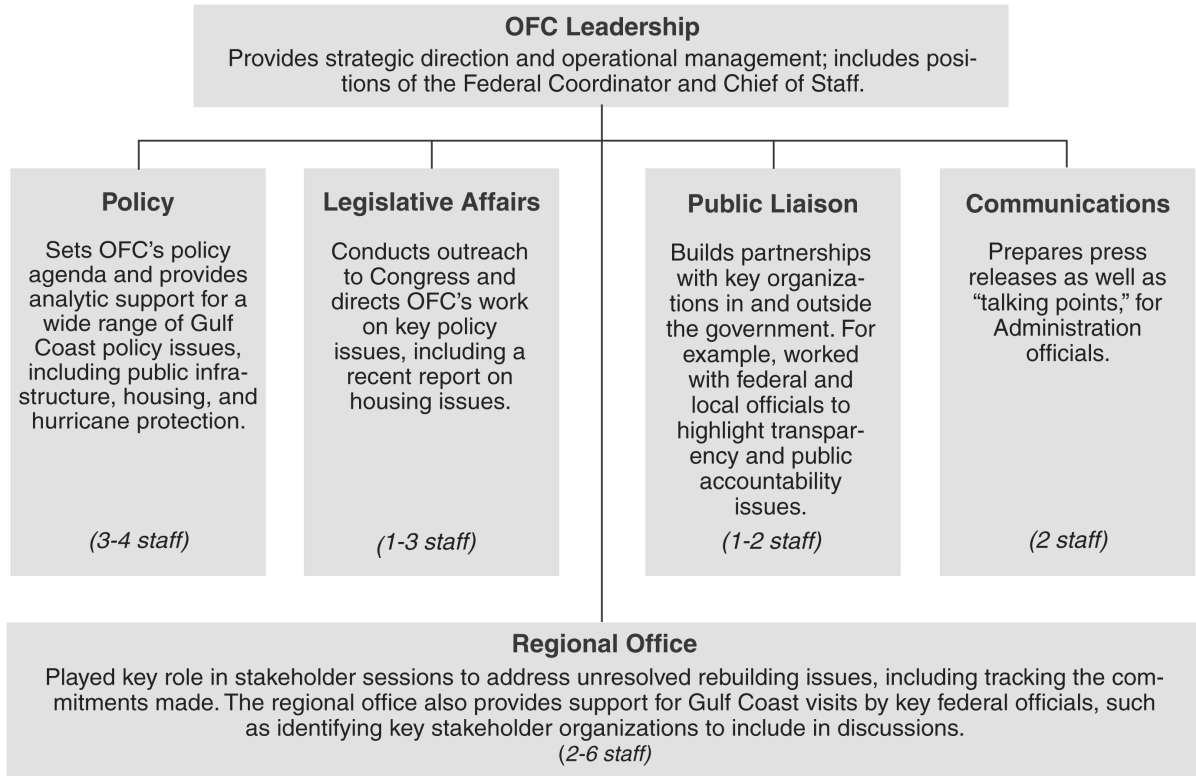 OFC Leadership
Provides strategic direction and operational management; includes posi-
tions of the Federal Coordinator and Chief of Staff.
Policy
Sets OFC’s policy
agenda and provides
analytic support for a
wide range of Gulf
Coast policy issues,
including public infra-
structure, housing, and
hurricane protection.
(3-4 staff)
Legislative Affairs
Conducts outreach
to Congress and
directs OFC’s work
on key policy
issues, including a
recent report on
housing issues.
(1-3 staff)
Public Liaison
Builds partnerships
with key organiza-
tions in and outside
the government. For
example, worked
with federal and
local officials to
highlight transpar-
ency and public
accountability
issues.
(1-2 staff)
Communications
Prepares press
releases as well as
“talking points,” for
Administration
officials.
(2 staff)
Regional Office
Played key role in stakeholder sessions to address unresolved rebuilding issues, including tracking the com-
mitments made. The regional office also provides support for Gulf Coast visits by key federal officials, such
as identifying key stakeholder organizations to include in discussions.
(2-6 staff)